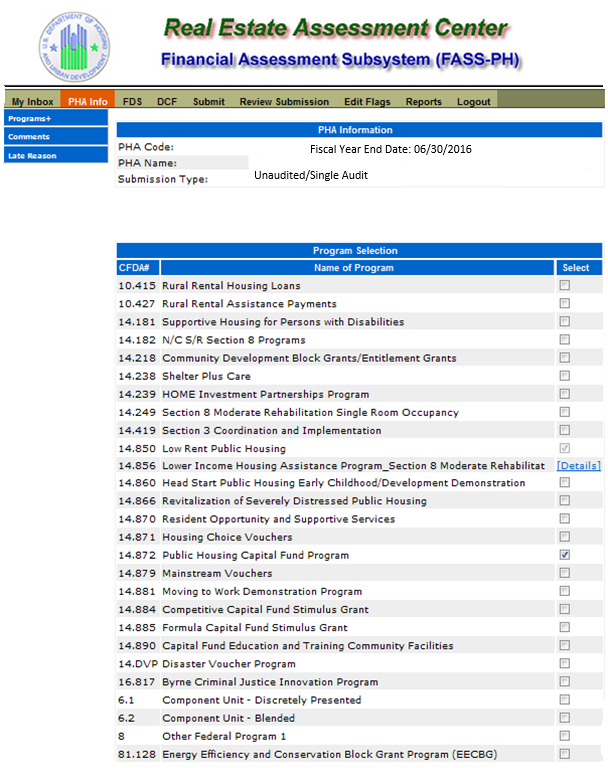 U.S. DEPARTMENT OF HOUSING AND URBAN DEVELOPMENT
Real Estate Assessment Center
Financial Assessment Subsystem (FASS-PH)
My Inbox PHA Info FDS DCF Submit Review Submission Edit Flags Reports Logout
Programs+
Comments
Late Reason
PHA Information
PHA Code: Fiscal Year End Date: 06/30/2016
PHA Name:
Submission Type: Unaudited/Single Audit
Program Selection
CFDA# Name of Program Select
10.415 Rural Rental Housing Loans
10.427 Rural Rental Assistance Payments
14.181 Supportive Housing for Persons with Disabilities
14.182 N/C S/R Section 8 Programs
14.218 Community Development Block Grants/Entitlement Grants
14.238 Shelter Plus Care
14.239 HOME Investment Partnerships Program
14.249 Section 8 Moderate Rehabilitation Single Room Occupancy
14.419 Section 3 Coordination and Implementation
14.850 Low Rent Public Housing
14.856 Lower Income Housing Assistance Program_Section 8 Moderate Rehabilitat [Details]
14.860 Head Start Public Housing Early Childhood/Development Demonstration
14.866 Revitalization of Severely Distressed Public Housing
14.870 Resident Opportunity and Supportive Services
14.871 Housing Choice Vouchers
14.872 Public Housing Capital Fund Program
14.879 Mainstream Vouchers
14.881 Moving to Work Demonstration Program
14.884 Competitive Capital Fund Stimulus Grant
14.885 Formula Capital Fund Stimulus Grant
14.890 Capital Fund Education and Training Community Facilities
14.DVP Disaster Voucher Program
16.817 Byrne Criminal Justice Innovation Program
6.1 Component Unit - Discretely Presented
6.2 Component Unit - Blended
8 Other Federal Program 1
81.128 Energy Efficiency and Conservation Block Grant Program (EECBG)